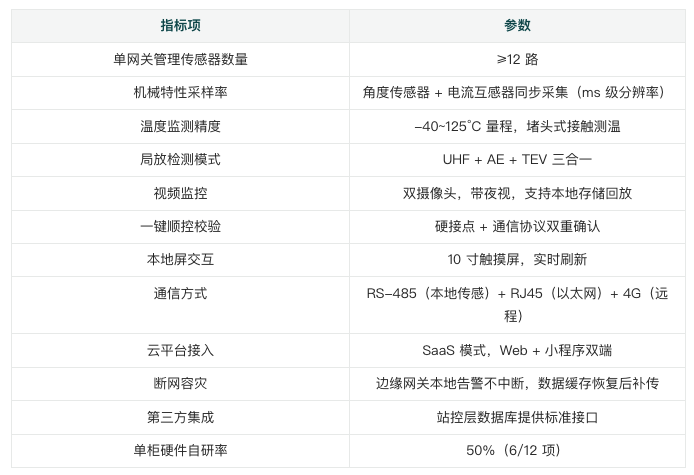 指标项 参数
单网关管理传感器数量 ≥12 路
机械特性采样率 角度传感器 + 电流互感器同步采集（ms 级分辨率）
温度监测精度 -40~125℃ 量程，堵头式接触测温
局放检测模式 UHF + AE + TEV 三合一
视频监控 双摄像头，带夜视，支持本地存储回放
一键顺控校验 硬接点 + 通信协议双重确认
本地屏交互 10 寸触摸屏，实时刷新
通信方式 RS-485（本地传感）+ RJ45（以太网）+ 4G（远
程）
云平台接入 SaaS 模式，Web + 小程序双端
断网容灾 边缘网关本地告警不中断，数据缓存恢复后补传
第三方集成 站控层数据库提供标准接口
单柜硬件自研率 50%（6/12 项）